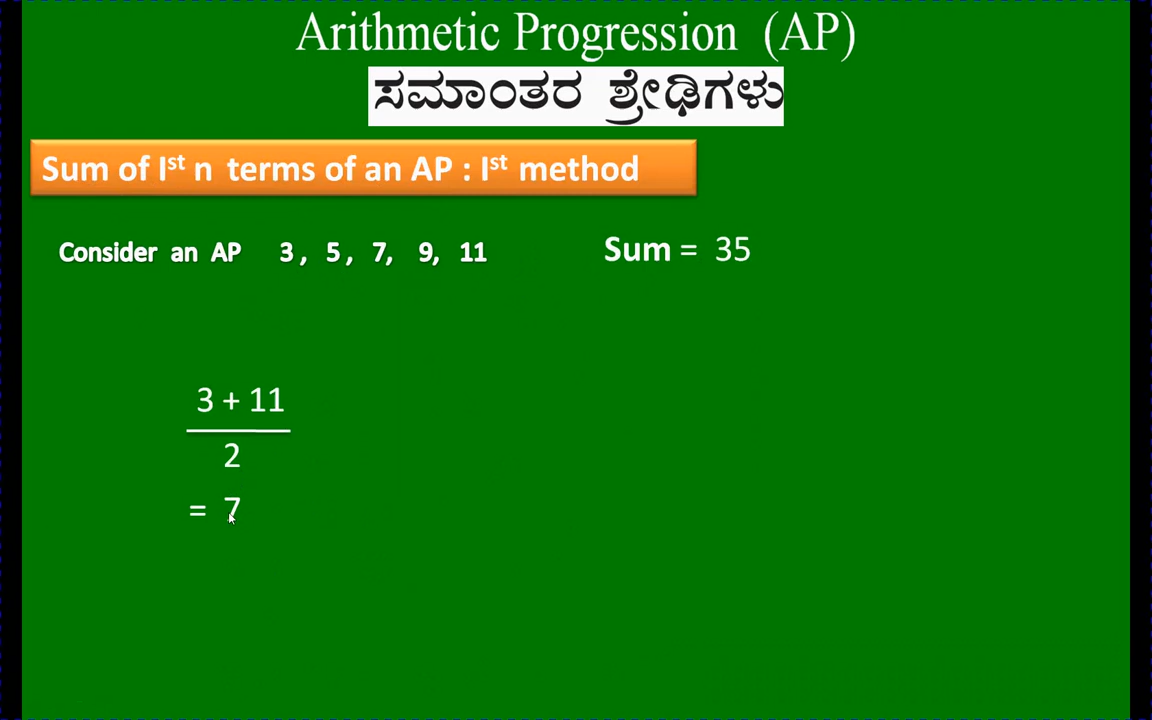 Arithmetic Progression (AP)
ಸಮಾಂತರ ಶ್ರೇಢಿಗಳು
Sum of Ist n terms of an AP : Ist method
Consider an AP 3 , 5 , 7, 9, 11 Sum = 35
3 + 11
2
= 7